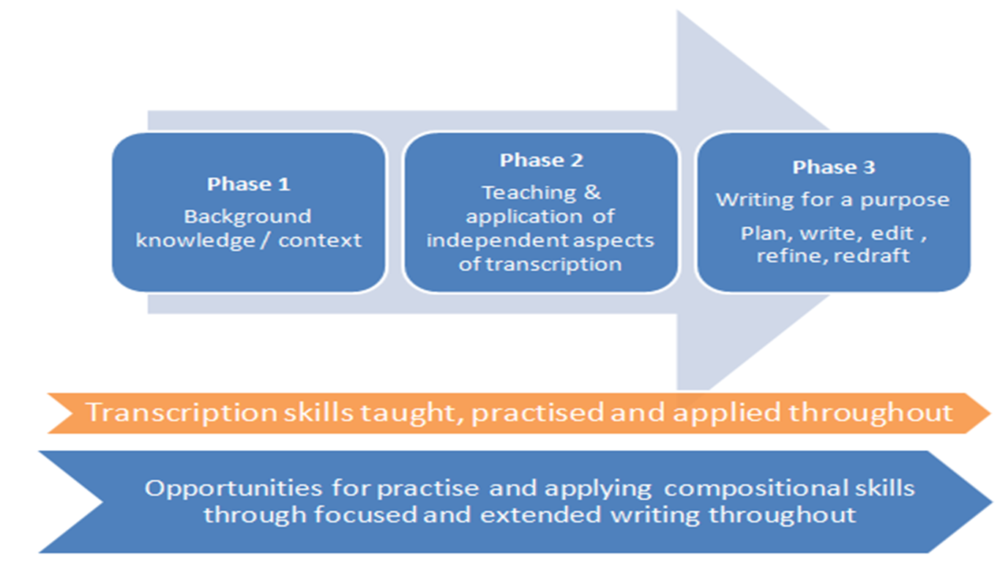 Phase 1
Background
knowledge / context
Phase 2
Teaching &
application of
independent aspects
of transcription
Phase 3
Writing for a purpose
Plan, write, edit ,
refine, redraft
Transcription skills taught, practised and applied throughout
Opportunities for practise and applying compositional skills
through focused and extended writing throughout